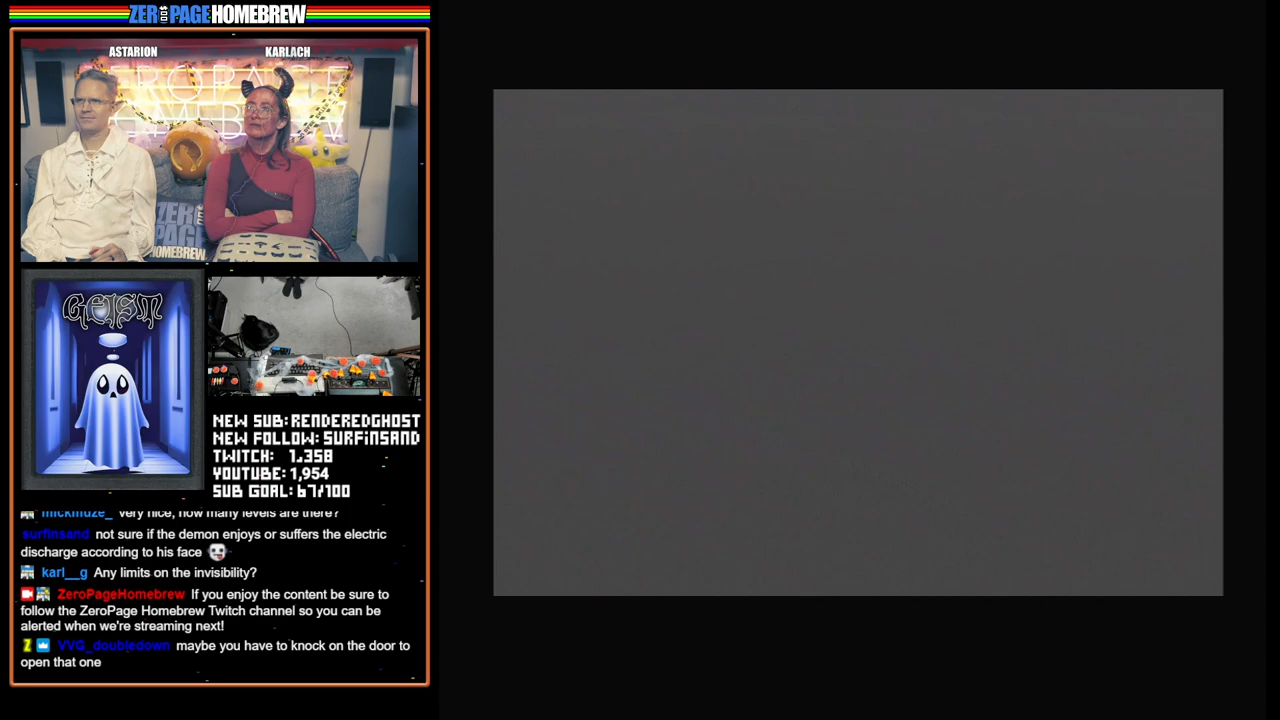 ZEROPAGE HOMEBREW
ASTARION
KARLACH
ZERO
PAGE
HOMEBREW
GEIST
NEW SUB: RENDEREDGHOST
NEW FOLLOW: SURFINSAND
TWITCH: 1,358
YOUTUBE: 1,954
SUB GOAL: 67/100
mickmuze_ very nice, how many levels are there?
surfinsand not sure if the demon enjoys or suffers the electric
discharge according to his face
karl__g Any limits on the invisibility?
ZeroPageHomebrew If you enjoy the content be sure to
follow the ZeroPage Homebrew Twitch channel so you can be
alerted when we're streaming next!
VVG_doubledown maybe you have to knock on the door to
open that one